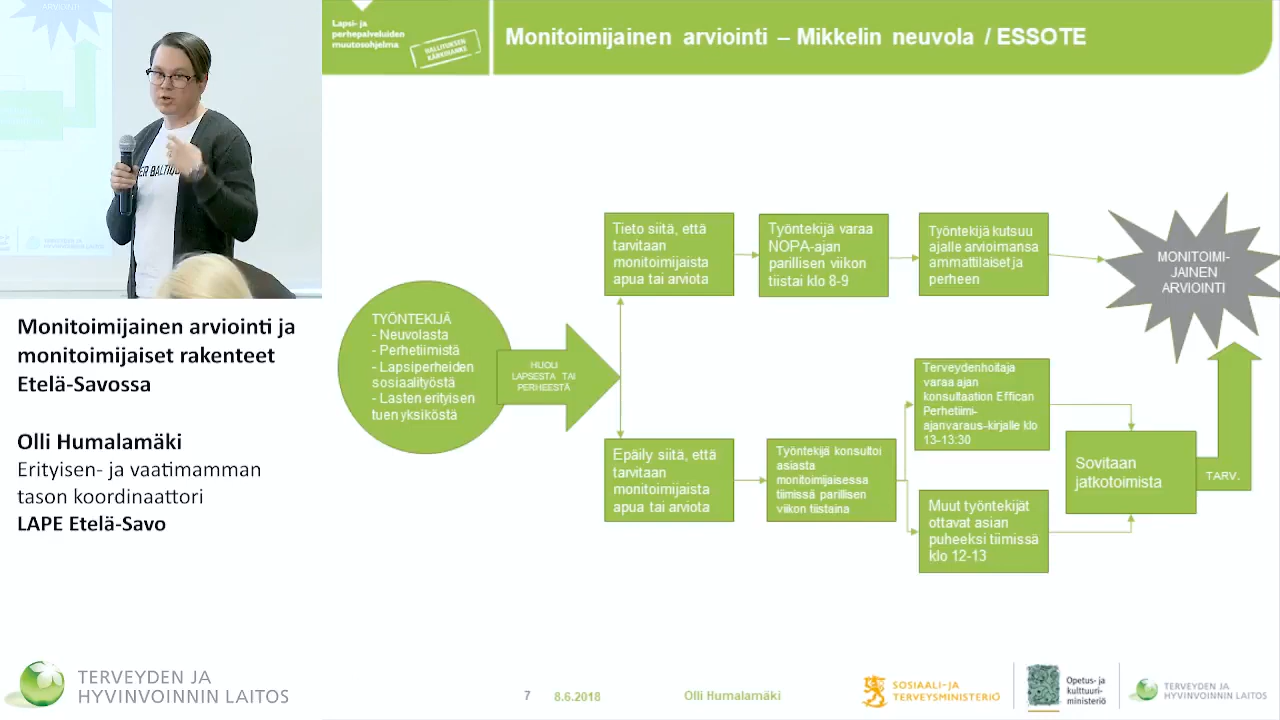 Lapsi- ja
perhepalveluiden
muutosohjelma
HALLITUKSEN
KÄRKIHANKE
Monitoimijainen arviointi – Mikkelin neuvola / ESSOTE
ER BALTIC
Monitoimijainen arviointi ja
monitoimijaiset rakenteet
Etelä-Savossa
Olli Humalamäki
Erityisen- ja vaatimamman
tason koordinaattori
LAPE Etelä-Savo
TYÖNTEKIJÄ
- Neuvolasta
- Perhetiimistä
- Lapsiperheiden
sosiaalityöstä
- Lasten erityisen
tuen yksiköstä
HUOLI
LAPSESTA TAI
PERHEESTÄ
Tieto siitä, että
tarvitaan
monitoimijaista
apua tai arviota
Työntekijä varaa
NOPA-ajan
parillisen viikon
tiistai klo 8-9
Työntekijä kutsuu
ajalle arvioimansa
ammattilaiset ja
perheen
MONITOIMI-
JAINEN
ARVIOINTI
Epäily siitä, että
tarvitaan
monitoimijaista
apua tai arviota
Työntekijä konsultoi
asiasta
monitoimijaisessa
tiimissä parillisen
viikon tiistaina
Terveydenhoitaja
varaa ajan
konsultaation Effican
Perhetiimi-
ajanvaraus-kirjalle klo
13-13:30
Muut työntekijät
ottavat asian
puheeksi tiimissä
klo 12-13
Sovitaan
jatkotoimista
TARV.
TERVEYDEN JA
HYVINVOINNIN LAITOS
7
8.6.2018
Olli Humalamäki
SOSIAALI- JA
TERVEYSMINISTERIÖ
Opetus- ja
kulttuuri-
ministeriö
TERVEYDEN JA
HYVINVOINNIN LAITOS